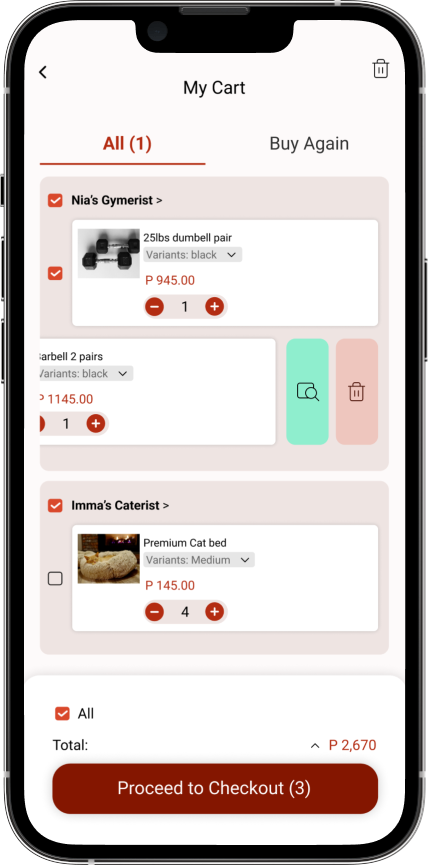 My Cart
All (1)
Buy Again
Nia's Gymerist >
25lbs dumbell pair
Variants: black
P 945.00
1
arbell 2 pairs
Variants: black
P 1145.00
1
Imma's Caterist >
Premium Cat bed
Variants: Medium
P 145.00
4
All
Total:
P 2,670
Proceed to Checkout (3)